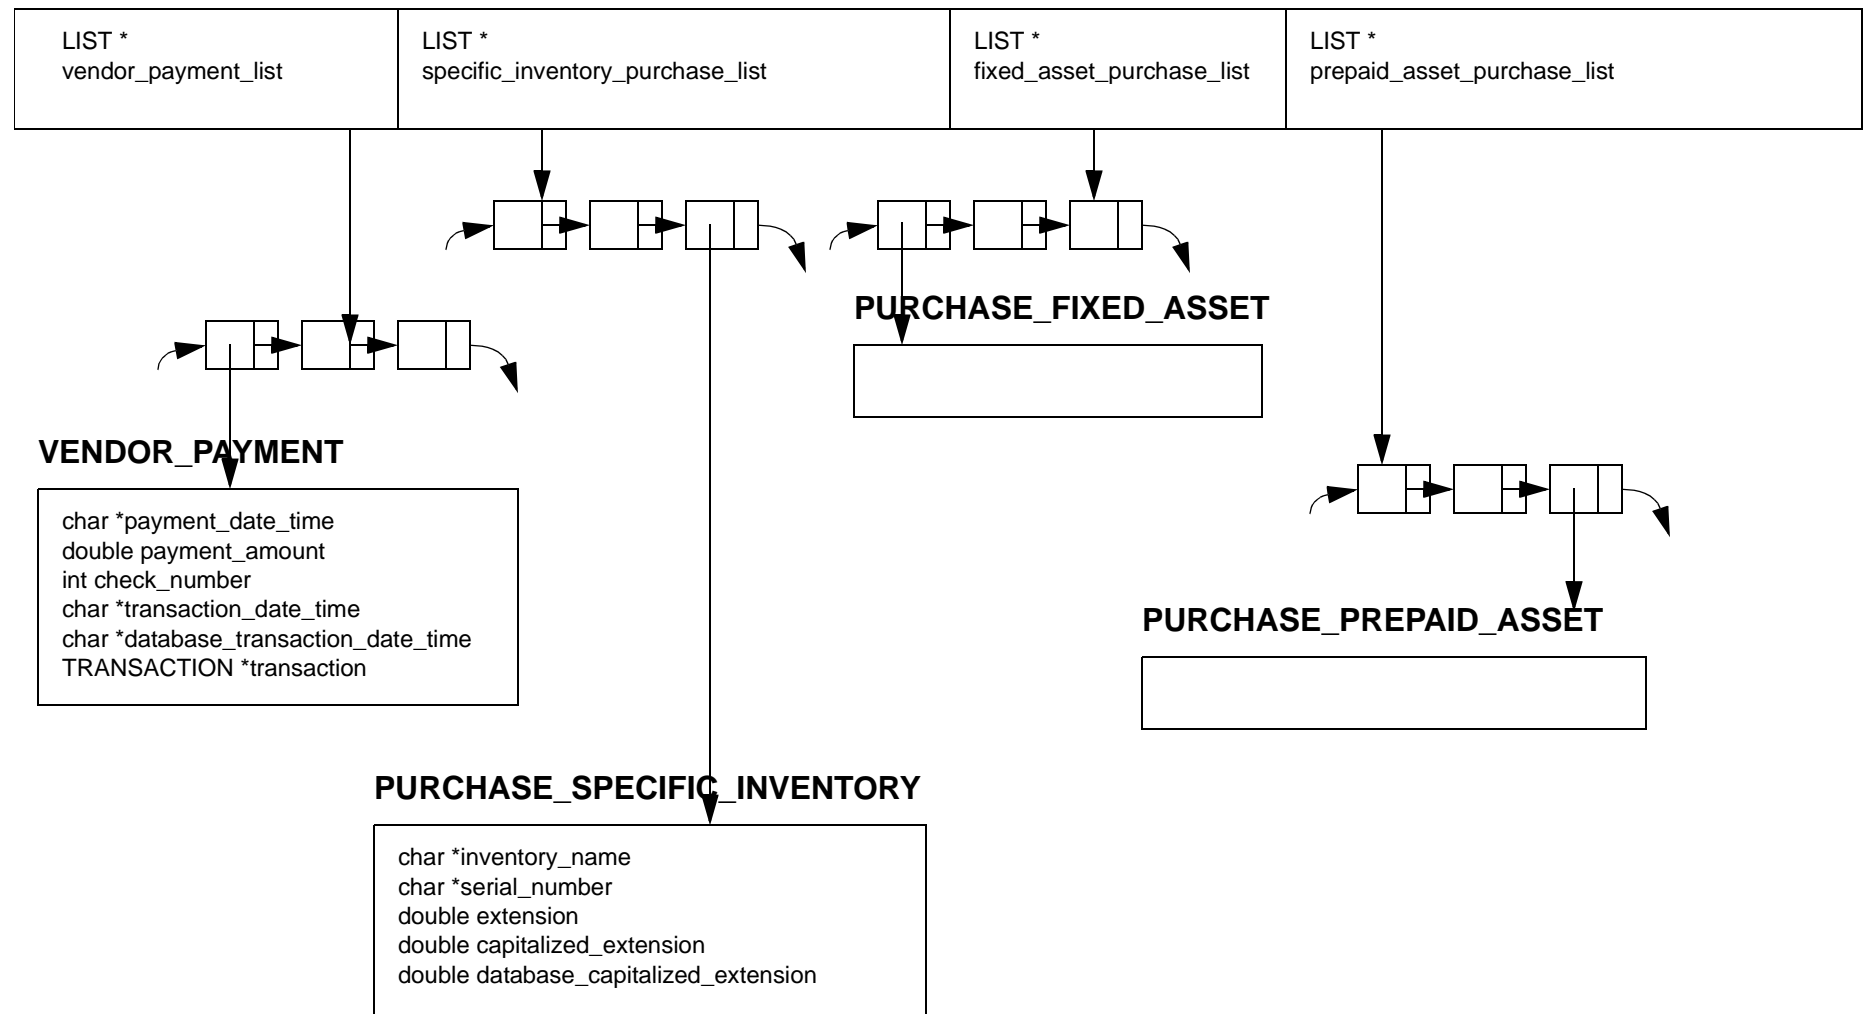 LIST *
vendor_payment_list
LIST *
specific_inventory_purchase_list
LIST *
fixed_asset_purchase_list
LIST *
prepaid_asset_purchase_list
PURCHASE_FIXED_ASSET
VENDOR_PAYMENT
char *payment_date_time
double payment_amount
int check_number
char *transaction_date_time
char *database_transaction_date_time
TRANSACTION *transaction
PURCHASE_PREPAID_ASSET
PURCHASE_SPECIFIC_INVENTORY
char *inventory_name
char *serial_number
double extension
double capitalized_extension
double database_capitalized_extension